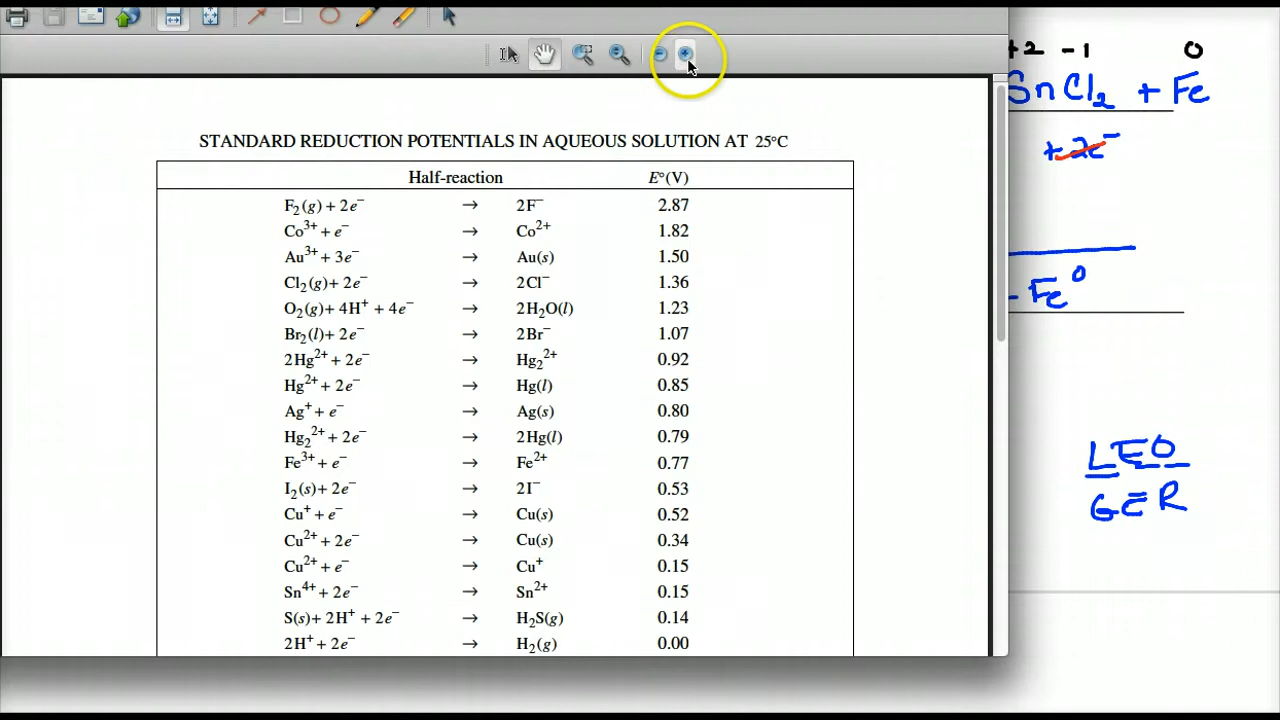 STANDARD REDUCTION POTENTIALS IN AQUEOUS SOLUTION AT 25°C
Half-reaction E°(V)
F₂(g) + 2e⁻ → 2F⁻ 2.87
Co³⁺ + e⁻ → Co²⁺ 1.82
Au³⁺ + 3e⁻ → Au(s) 1.50
Cl₂(g) + 2e⁻ → 2Cl⁻ 1.36
O₂(g) + 4H⁺ + 4e⁻ → 2H₂O(l) 1.23
Br₂(l) + 2e⁻ → 2Br⁻ 1.07
2Hg²⁺ + 2e⁻ → Hg₂²⁺ 0.92
Hg²⁺ + 2e⁻ → Hg(l) 0.85
Ag⁺ + e⁻ → Ag(s) 0.80
Hg₂²⁺ + 2e⁻ → 2Hg(l) 0.79
Fe³⁺ + e⁻ → Fe²⁺ 0.77
I₂(s) + 2e⁻ → 2I⁻ 0.53
Cu⁺ + e⁻ → Cu(s) 0.52
Cu²⁺ + 2e⁻ → Cu(s) 0.34
Cu²⁺ + e⁻ → Cu⁺ 0.15
Sn⁴⁺ + 2e⁻ → Sn²⁺ 0.15
S(s) + 2H⁺ + 2e⁻ → H₂S(g) 0.14
2H⁺ + 2e⁻ → H₂(g) 0.00
+2 -1 0
SnCl₂ + Fe
+2e⁻
Fe⁰
LEO
GER